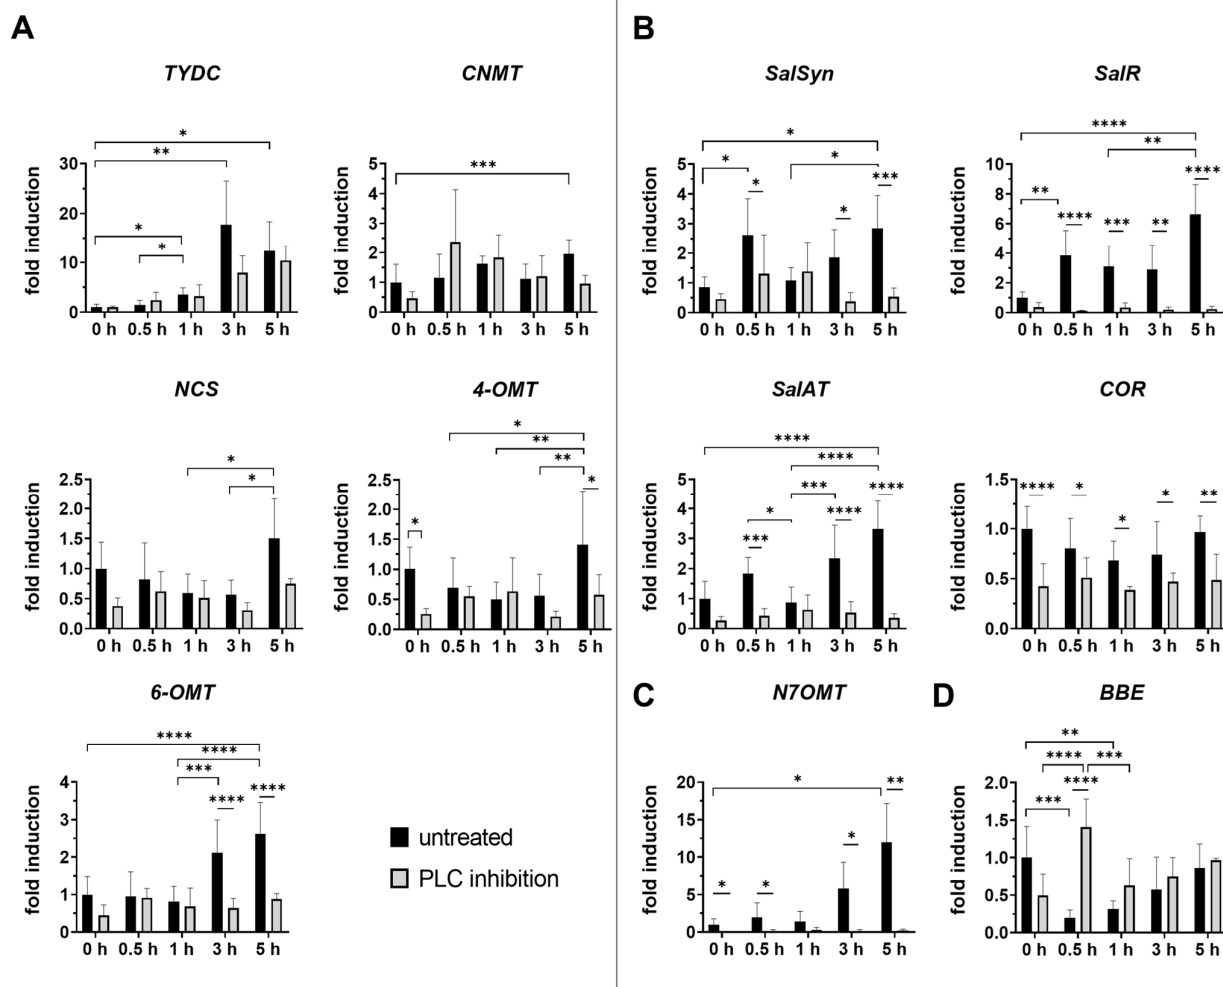 A
B
TYDC
CNMT
SalSyn
SalR
*
**
*
*
fold induction
30
20
10
0
0 h 0.5 h 1 h 3 h 5 h
***
fold induction
5
4
3
2
1
0
0 h 0.5 h 1 h 3 h 5 h
*
*
*
*
*
***
fold induction
5
4
3
2
1
0
0 h 0.5 h 1 h 3 h 5 h
****
**
**
****
***
**
****
fold induction
10
8
6
4
2
0
0 h 0.5 h 1 h 3 h 5 h
NCS
4-OMT
SalAT
COR
*
*
fold induction
2.5
2.0
1.5
1.0
0.5
0.0
0 h 0.5 h 1 h 3 h 5 h
*
**
**
*
*
fold induction
2.5
2.0
1.5
1.0
0.5
0.0
0 h 0.5 h 1 h 3 h 5 h
****
****
***
*
***
****
****
fold induction
5
4
3
2
1
0
0 h 0.5 h 1 h 3 h 5 h
****
*
*
*
**
fold induction
1.5
1.0
0.5
0.0
0 h 0.5 h 1 h 3 h 5 h
6-OMT
C
N7OMT
D
BBE
****
****
***
****
****
fold induction
4
3
2
1
0
0 h 0.5 h 1 h 3 h 5 h
untreated
PLC inhibition
*
*
*
*
**
fold induction
20
15
10
5
0
0 h 0.5 h 1 h 3 h 5 h
**
****
***
***
****
fold induction
2.0
1.5
1.0
0.5
0.0
0 h 0.5 h 1 h 3 h 5 h